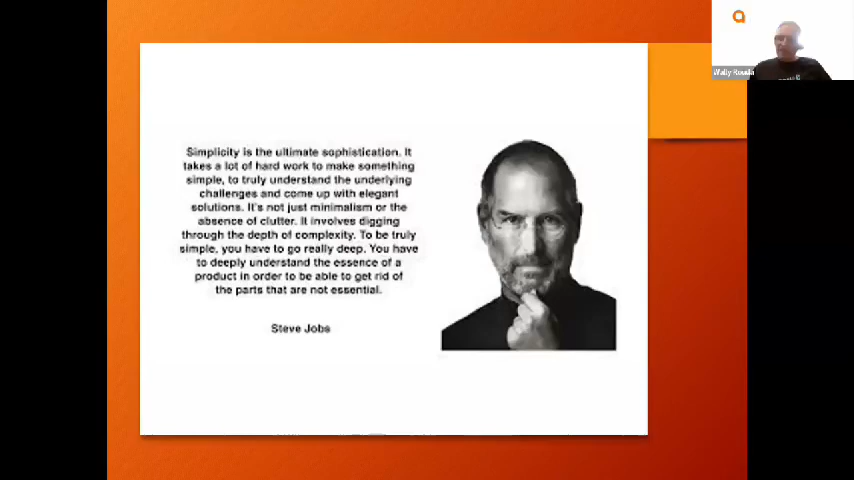 Simplicity is the ultimate sophistication. It
takes a lot of hard work to make something
simple, to truly understand the underlying
challenges and come up with elegant
solutions. It's not just minimalism or the
absence of clutter. It involves digging
through the depth of complexity. To be truly
simple, you have to go really deep. You have
to deeply understand the essence of a
product in order to be able to get rid of
the parts that are not essential.
Steve Jobs
Wally